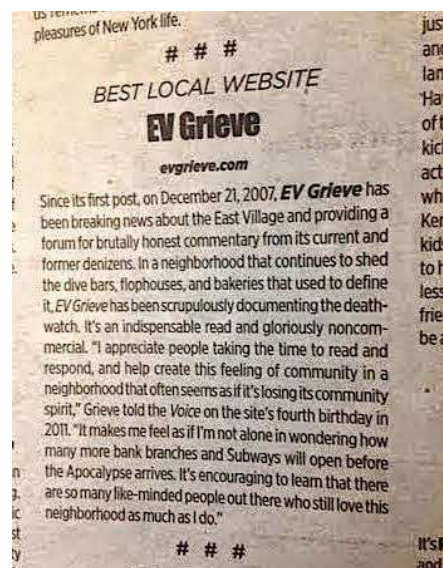 pleasures of New York life.
# # #
BEST LOCAL WEBSITE
EV Grieve
evgrieve.com
Since its first post, on December 21, 2007, EV Grieve has
been breaking news about the East Village and providing a
forum for brutally honest commentary from its current and
former denizens. In a neighborhood that continues to shed
the dive bars, flophouses, and bakeries that used to define
it, EV Grieve has been scrupulously documenting the death-
watch. It's an indispensable read and gloriously noncom-
mercial. "I appreciate people taking the time to read and
respond, and help create this feeling of community in a
neighborhood that often seems as if it's losing its community
spirit," Grieve told the Voice on the site's fourth birthday in
2011. "It makes me feel as if I'm not alone in wondering how
many more bank branches and Subways will open before
the Apocalypse arrives. It's encouraging to learn that there
are so many like-minded people out there who still love this
neighborhood as much as I do."
# # #